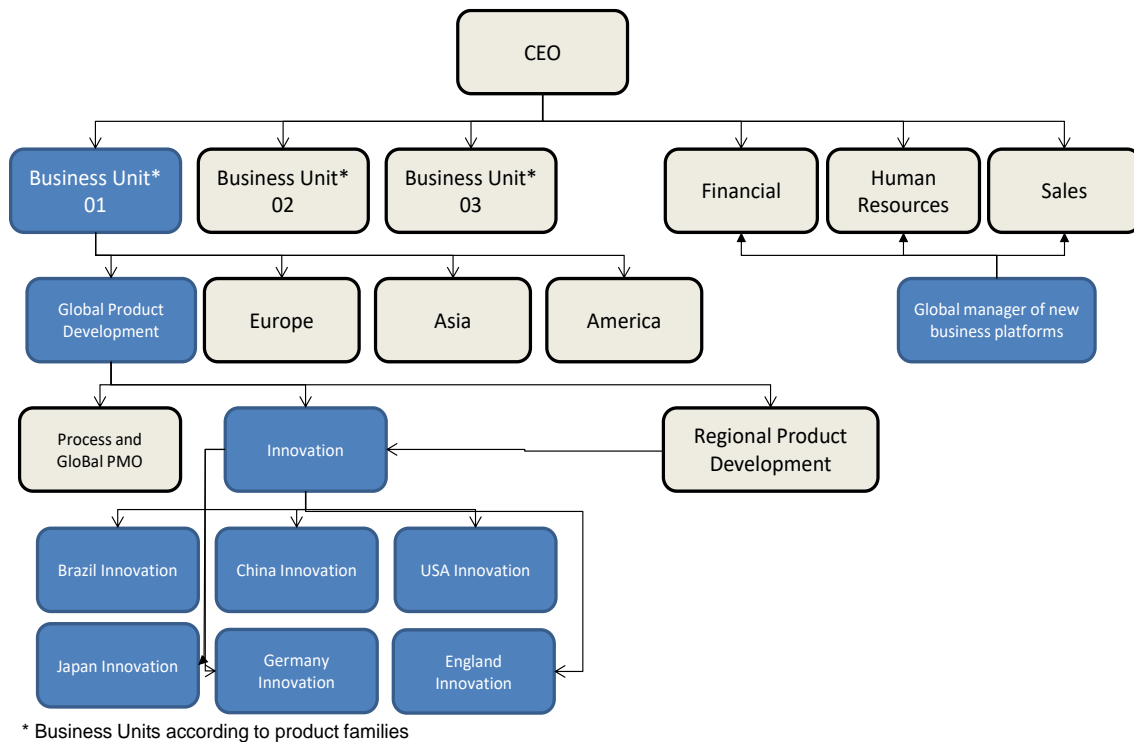 CEO
Business Unit*
01
Business Unit*
02
Business Unit*
03
Financial
Human
Resources
Sales
Global Product
Development
Europe
Asia
America
Global manager of new
business platforms
Process and
GloBal PMO
Innovation
Regional Product
Development
Brazil Innovation
China Innovation
USA Innovation
Japan Innovation
Germany
Innovation
England
Innovation
* Business Units according to product families